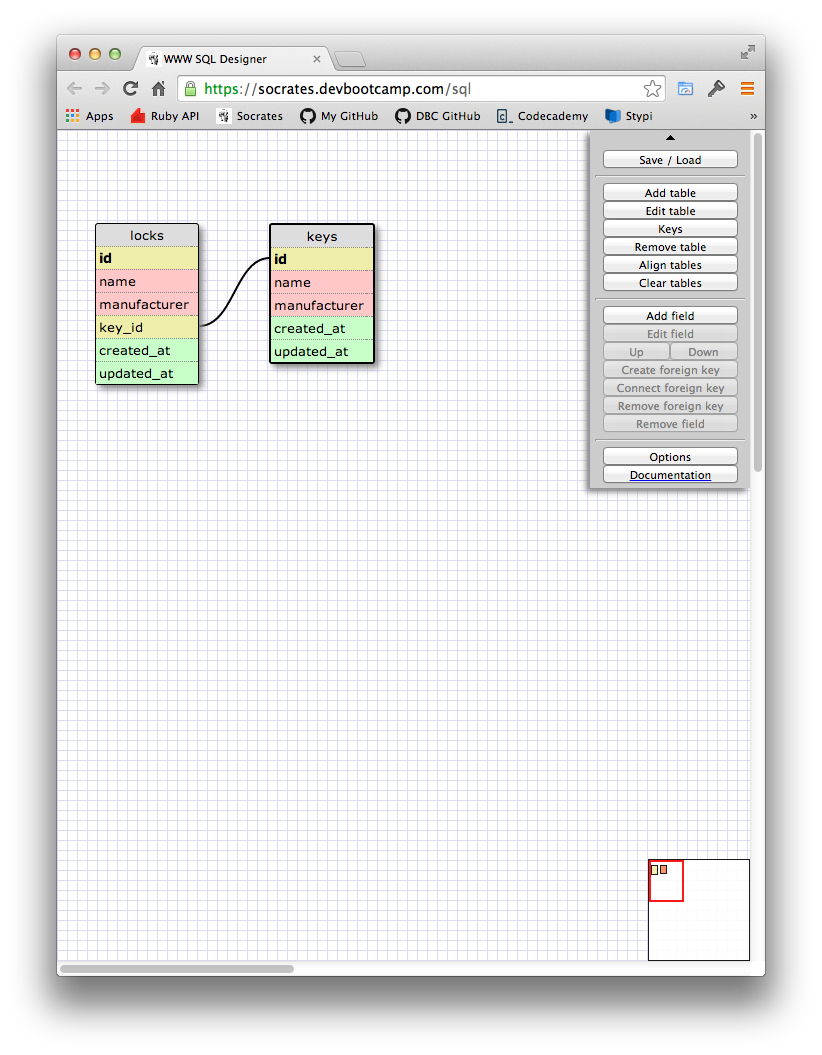 WWW SQL Designer
https://socrates.devbootcamp.com/sql
Apps Ruby API Socrates My GitHub DBC GitHub Codecademy Stypi »
locks
id
name
manufacturer
key_id
created_at
updated_at
keys
id
name
manufacturer
created_at
updated_at
Save / Load
Add table
Edit table
Keys
Remove table
Align tables
Clear tables
Add field
Edit field
Up Down
Create foreign key
Connect foreign key
Remove foreign key
Remove field
Options
Documentation